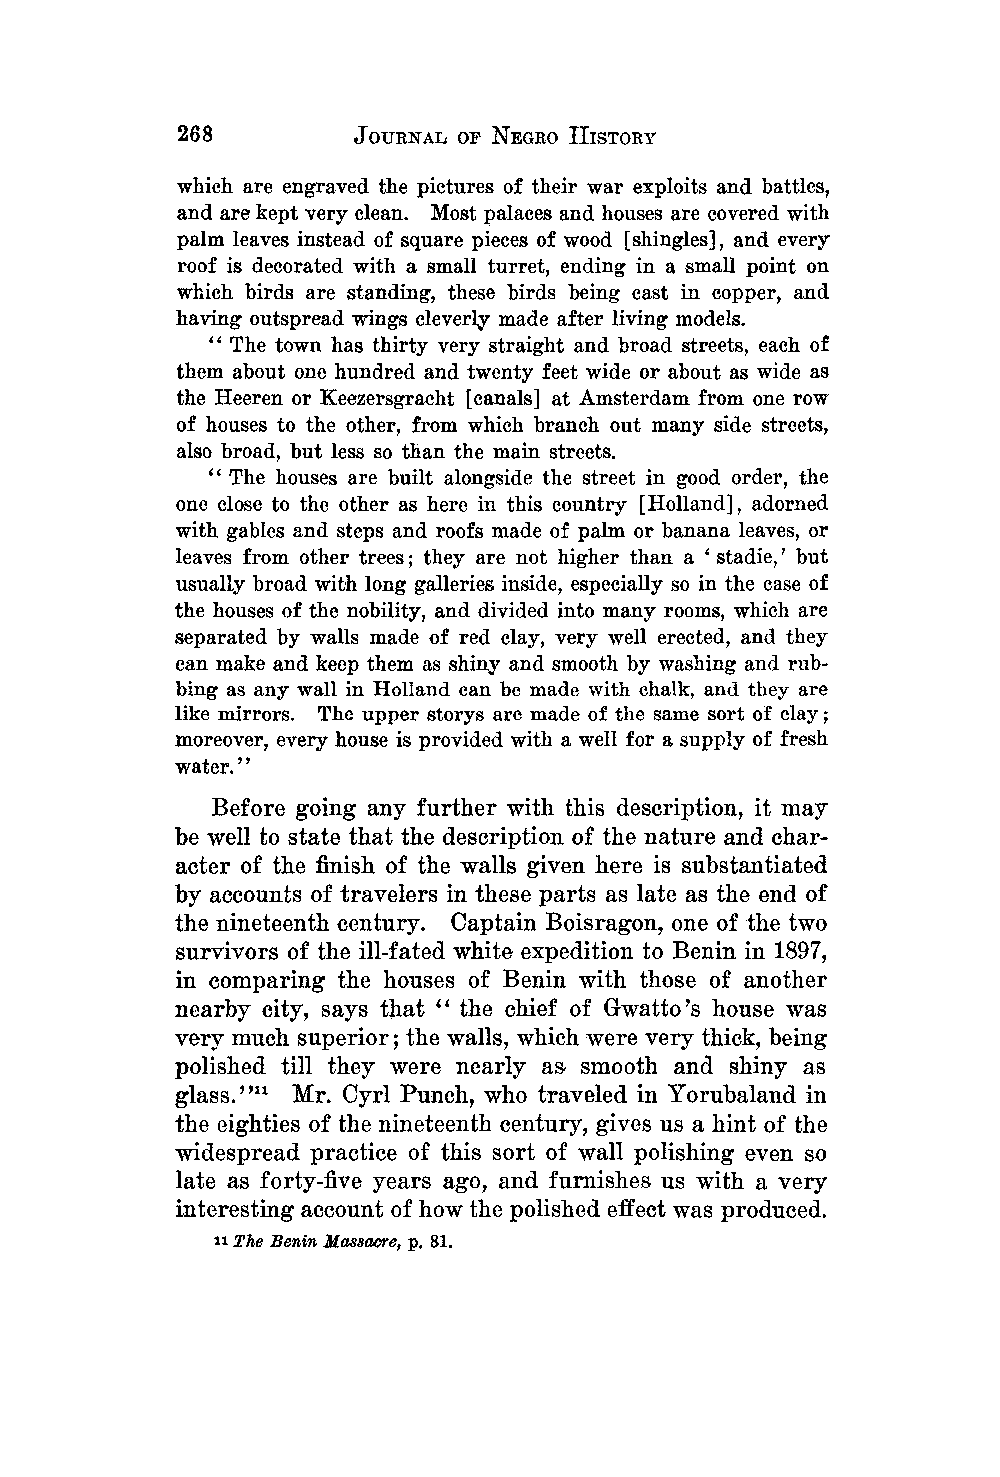 268 JOURNAL OF NEGRO HISTORY
which are engraved the pictures of their war exploits and battles,
and are kept very clean. Most palaces and houses are covered with
palm leaves instead of square pieces of wood [shingles], and every
roof is decorated with a small turret, ending in a small point on
which birds are standing, these birds being cast in copper, and
having outspread wings cleverly made after living models.
“ The town has thirty very straight and broad streets, each of
them about one hundred and twenty feet wide or about as wide as
the Heeren or Keezersgracht [canals] at Amsterdam from one row
of houses to the other, from which branch out many side streets,
also broad, but less so than the main streets.
“ The houses are built alongside the street in good order, the
one close to the other as here in this country [Holland], adorned
with gables and steps and roofs made of palm or banana leaves, or
leaves from other trees; they are not higher than a ‘ stadie,’ but
usually broad with long galleries inside, especially so in the case of
the houses of the nobility, and divided into many rooms, which are
separated by walls made of red clay, very well erected, and they
can make and keep them as shiny and smooth by washing and rub-
bing as any wall in Holland can be made with chalk, and they are
like mirrors. The upper storys are made of the same sort of clay;
moreover, every house is provided with a well for a supply of fresh
water.”
Before going any further with this description, it may
be well to state that the description of the nature and char-
acter of the finish of the walls given here is substantiated
by accounts of travelers in these parts as late as the end of
the nineteenth century. Captain Boisragon, one of the two
survivors of the ill-fated white expedition to Benin in 1897,
in comparing the houses of Benin with those of another
nearby city, says that “ the chief of Gwatto’s house was
very much superior; the walls, which were very thick, being
polished till they were nearly as smooth and shiny as
glass.”¹¹ Mr. Cyrl Punch, who traveled in Yorubaland in
the eighties of the nineteenth century, gives us a hint of the
widespread practice of this sort of wall polishing even so
late as forty-five years ago, and furnishes us with a very
interesting account of how the polished effect was produced.
¹¹ The Benin Massacre, p. 81.